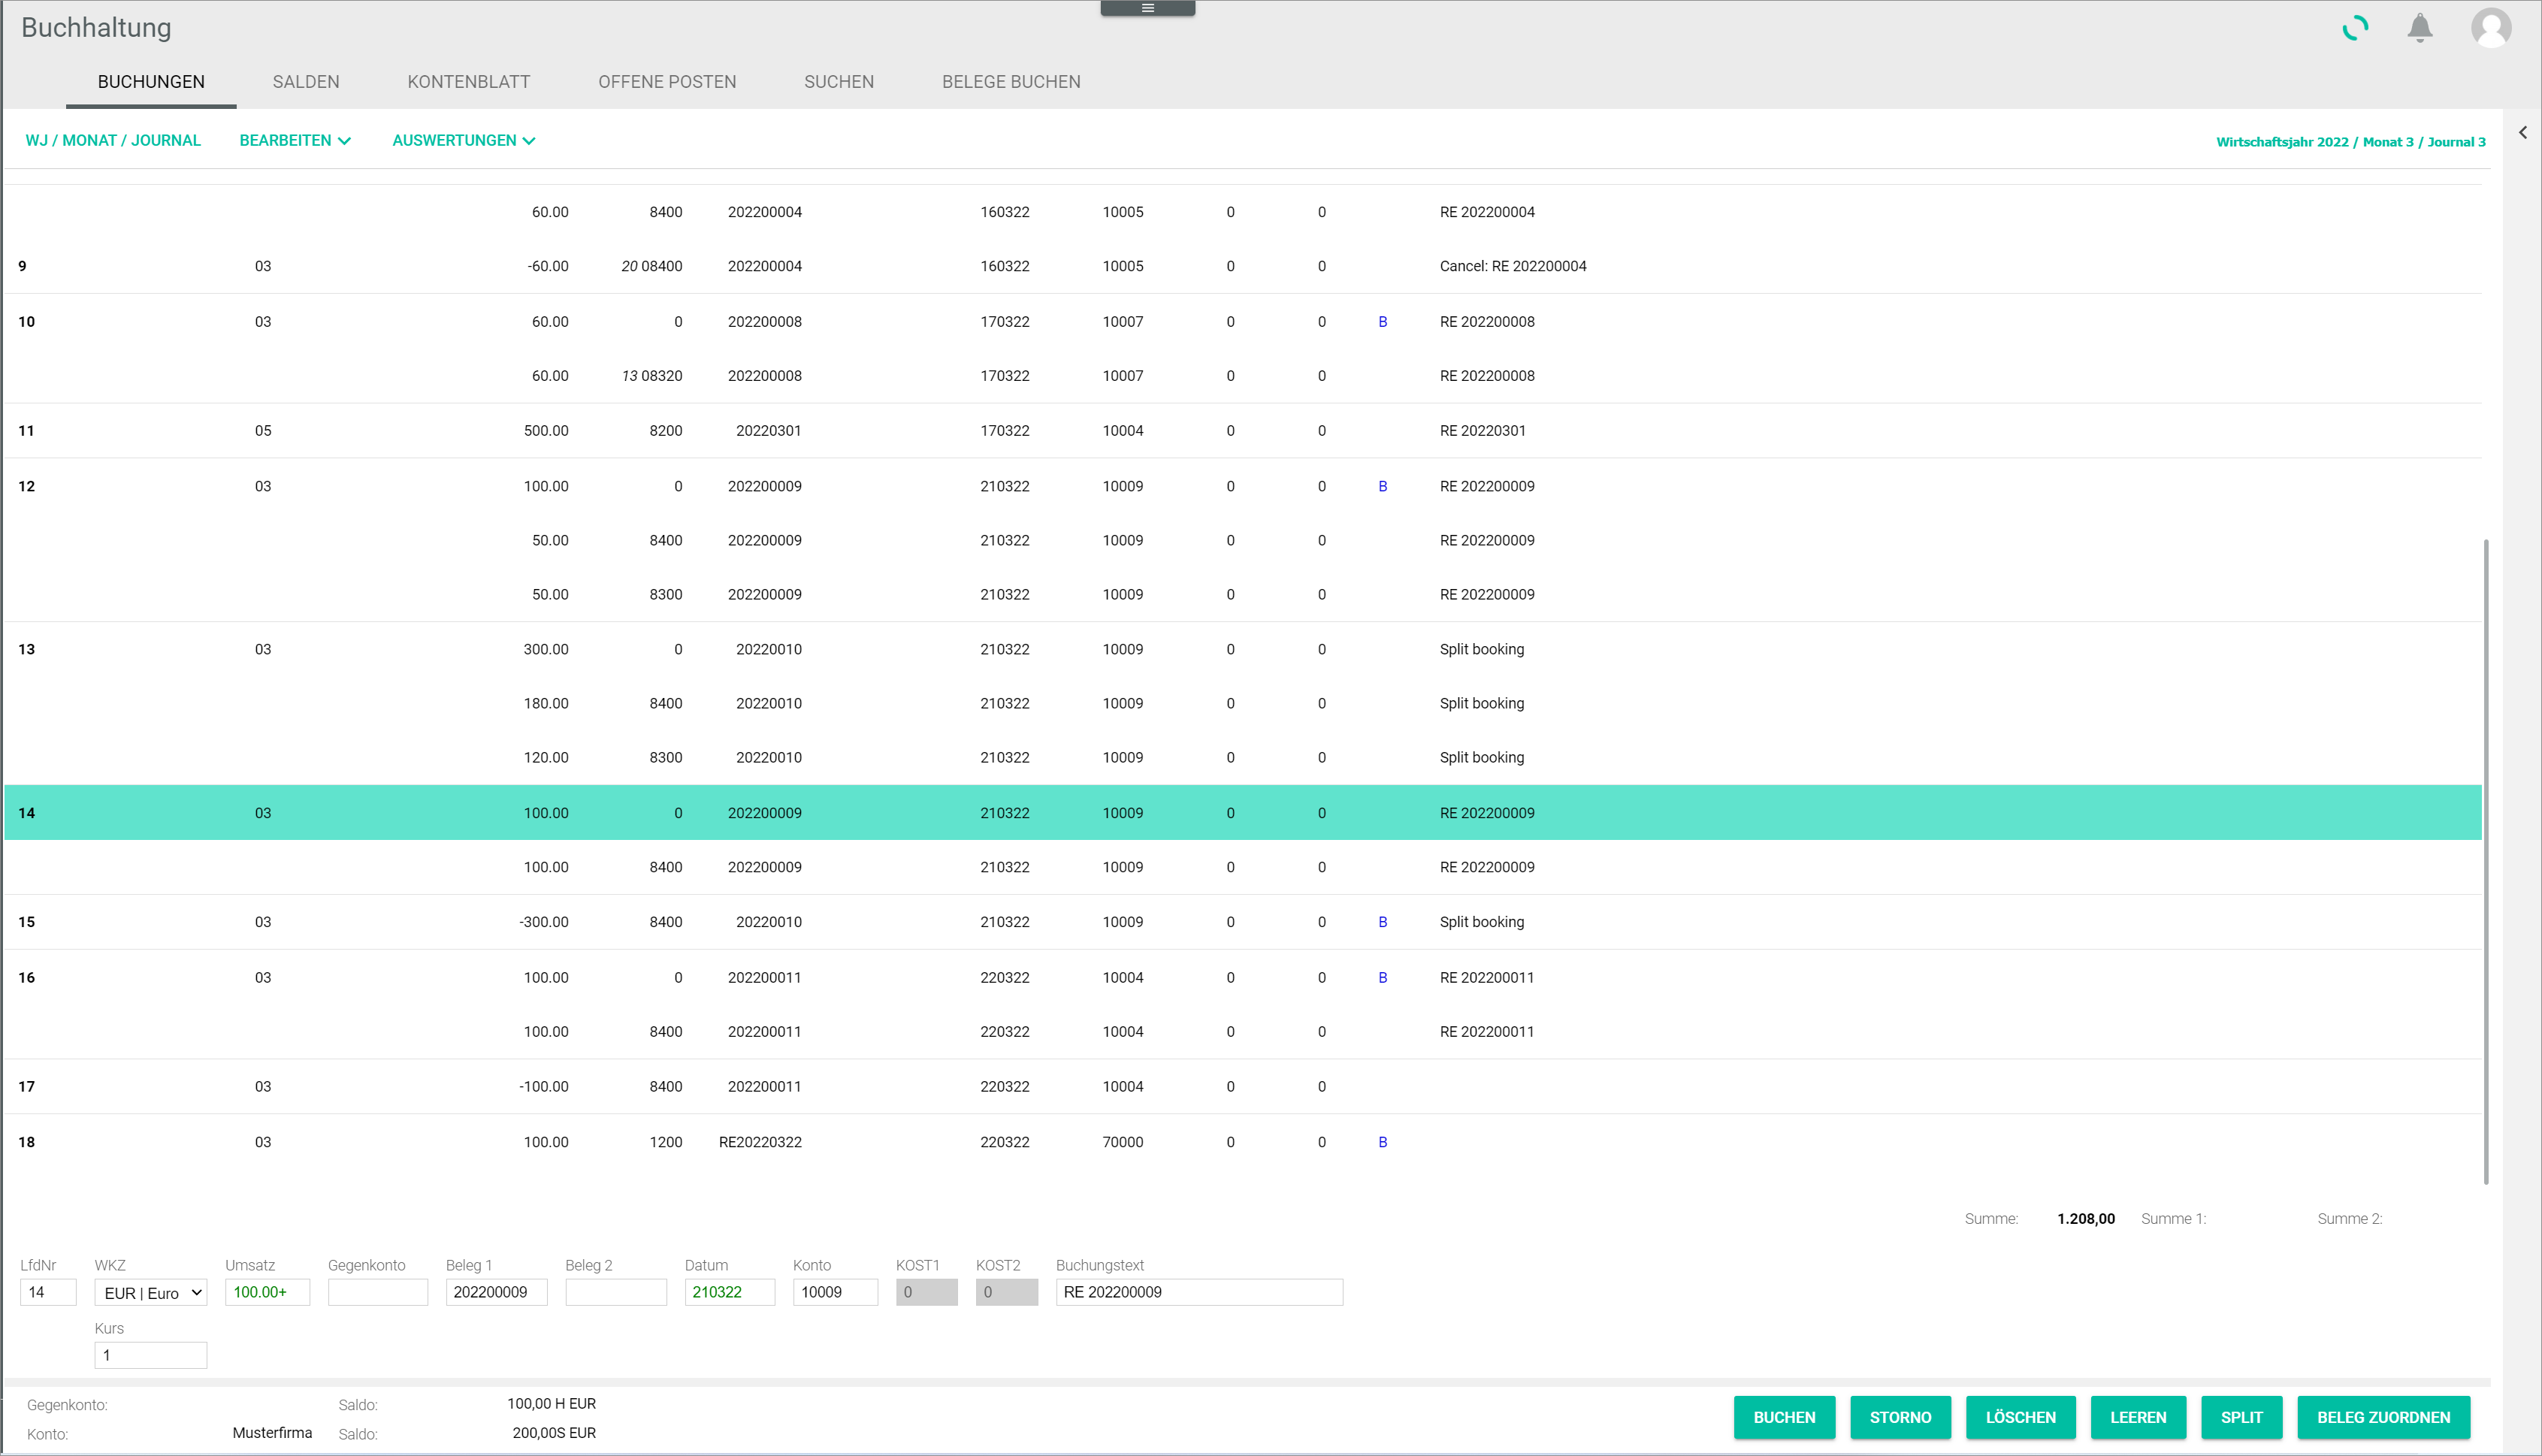 Buchhaltung
BUCHUNGEN SALDEN KONTENBLATT OFFENE POSTEN SUCHEN BELEGE BUCHEN
WJ / MONAT / JOURNAL BEARBEITEN AUSWERTUNGEN Wirtschaftsjahr 2022 / Monat 3 / Journal 3
60.00 8400 202200004 160322 10005 0 0 RE 202200004
9 03 -60.00 20 08400 202200004 160322 10005 0 0 Cancel: RE 202200004
10 03 60.00 0 202200008 170322 10007 0 0 B RE 202200008
60.00 13 08320 202200008 170322 10007 0 0 RE 202200008
11 05 500.00 8200 20220301 170322 10004 0 0 RE 20220301
12 03 100.00 0 202200009 210322 10009 0 0 B RE 202200009
50.00 8400 202200009 210322 10009 0 0 RE 202200009
50.00 8300 202200009 210322 10009 0 0 RE 202200009
13 03 300.00 0 20220010 210322 10009 0 0 Split booking
180.00 8400 20220010 210322 10009 0 0 Split booking
120.00 8300 20220010 210322 10009 0 0 Split booking
14 03 100.00 0 202200009 210322 10009 0 0 RE 202200009
100.00 8400 202200009 210322 10009 0 0 RE 202200009
15 03 -300.00 8400 20220010 210322 10009 0 0 B Split booking
16 03 100.00 0 202200011 220322 10004 0 0 B RE 202200011
100.00 8400 202200011 220322 10004 0 0 RE 202200011
17 03 -100.00 8400 202200011 220322 10004 0 0
18 03 100.00 1200 RE20220322 220322 70000 0 0 B
Summe: 1.208,00 Summe 1: Summe 2:
LfdNr WKZ Umsatz Gegenkonto Beleg 1 Beleg 2 Datum Konto KOST1 KOST2 Buchungstext
14 EUR | Euro 100.00+ 202200009 210322 10009 0 0 RE 202200009
Kurs
1
Gegenkonto: Saldo: 100,00 H EUR
Konto: Musterfirma Saldo: 200,00S EUR
BUCHEN STORNO LÖSCHEN LEEREN SPLIT BELEG ZUORDNEN